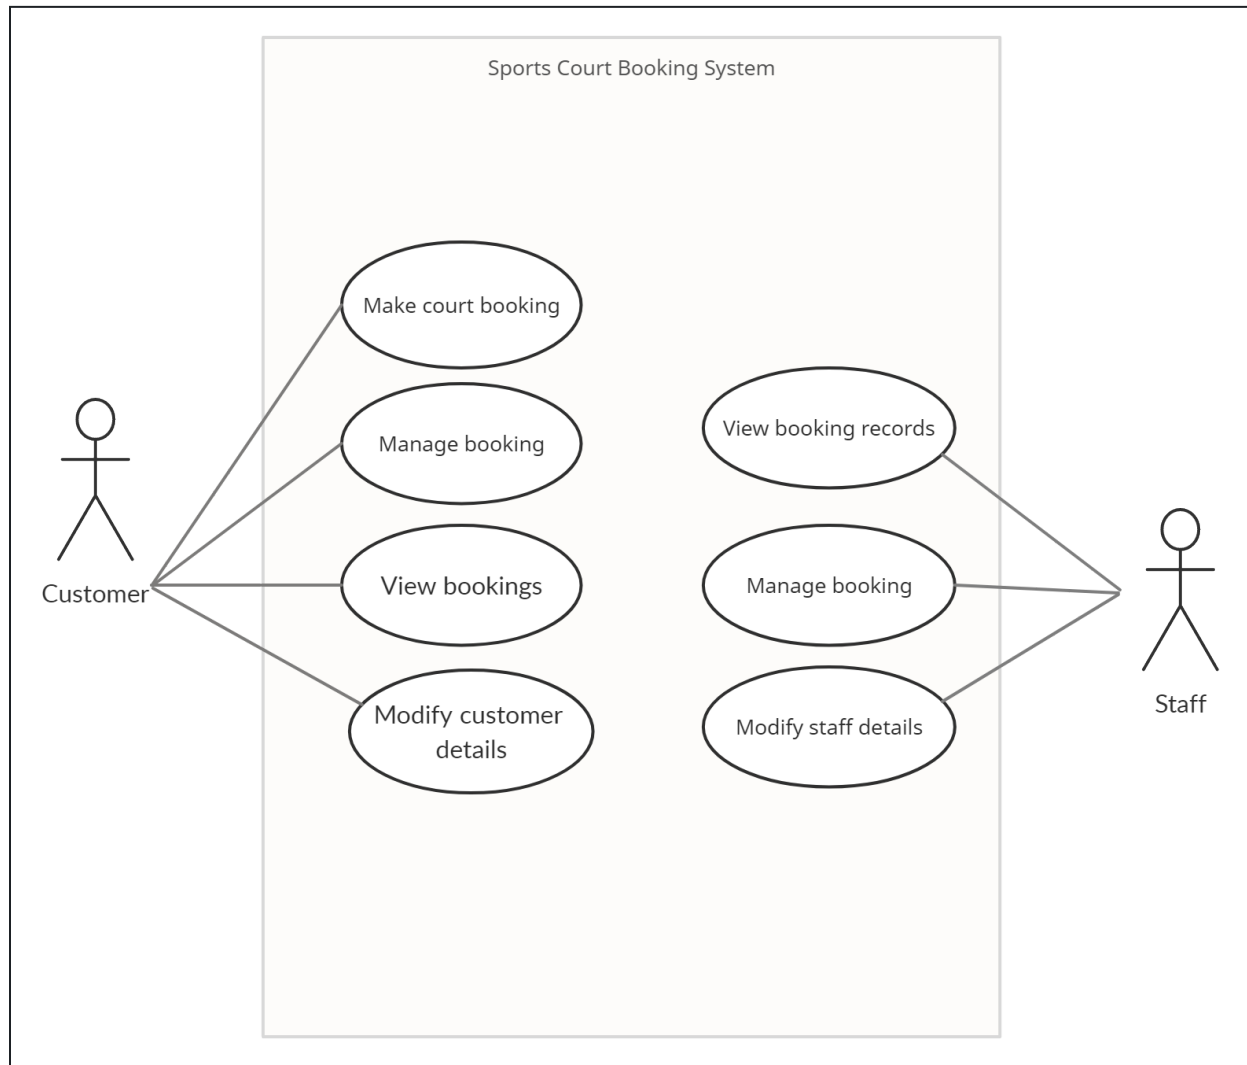 Sports Court Booking System
Make court booking
Manage booking
View bookings
Modify customer
details
Customer
View booking records
Manage booking
Modify staff details
Staff